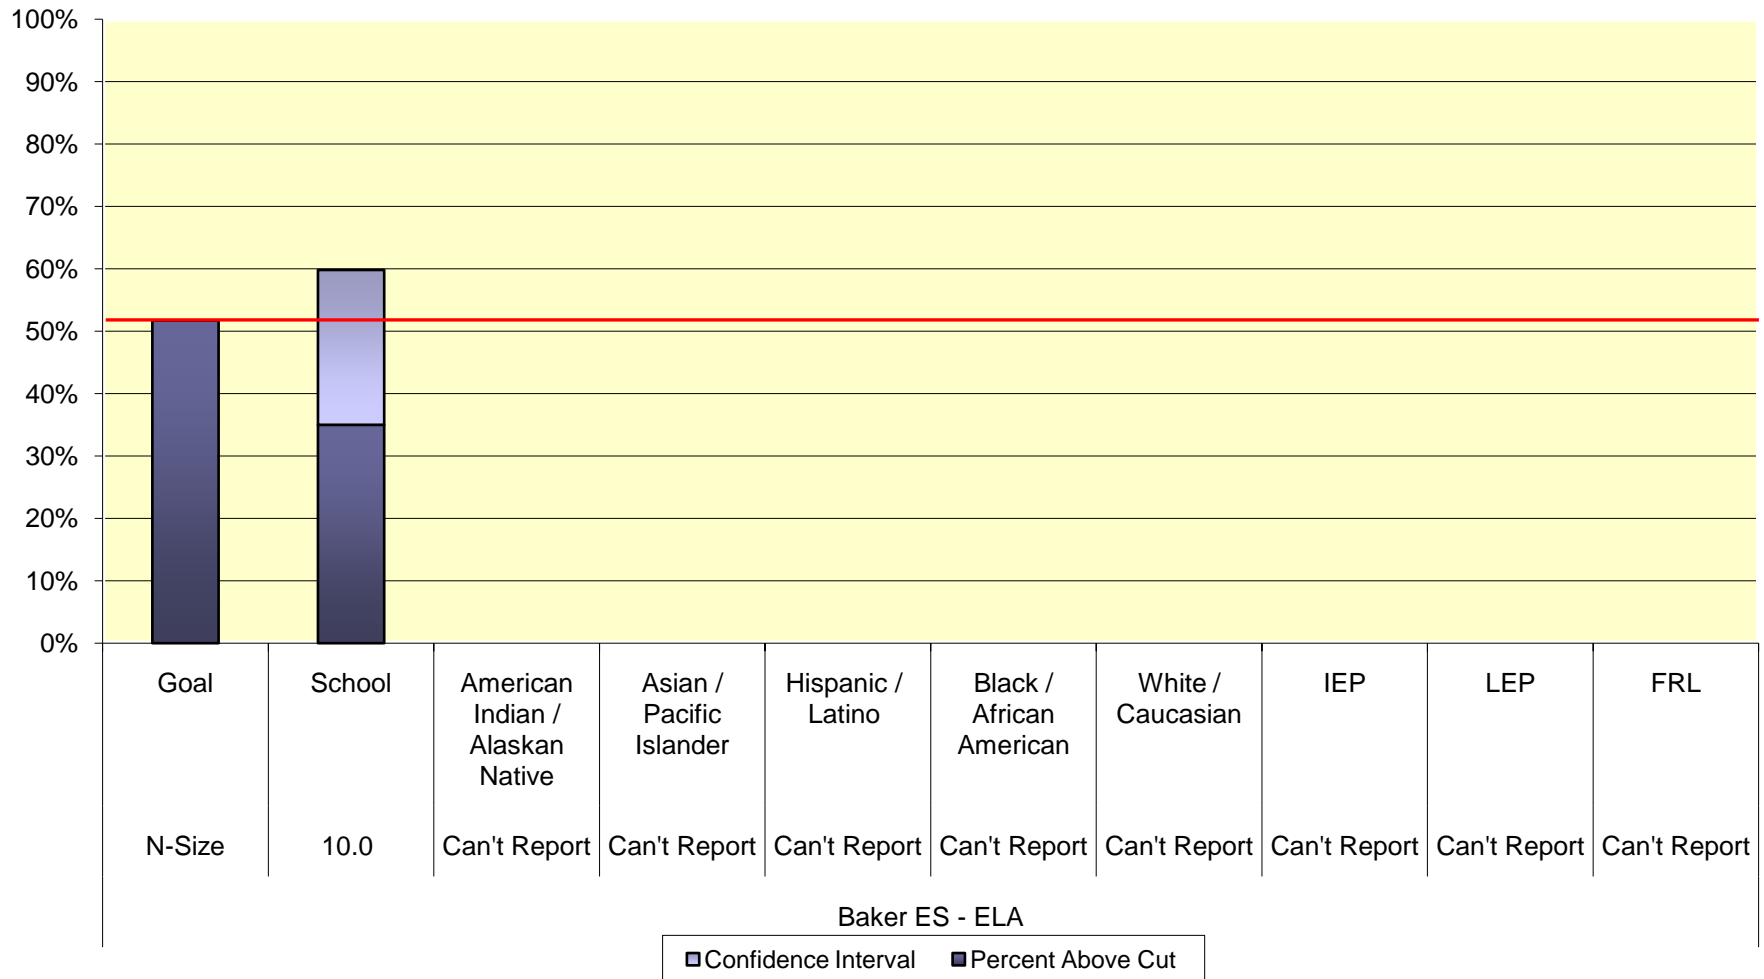 100%
90%
80%
70%
60%
50%
40%
30%
20%
10%
0%
Goal
School
American
Indian /
Alaskan
Native
Asian /
Pacific
Islander
Hispanic /
Latino
Black /
African
American
White /
Caucasian
IEP
LEP
FRL
N-Size
10.0
Can't Report
Can't Report
Can't Report
Can't Report
Can't Report
Can't Report
Can't Report
Can't Report
Baker ES - ELA
Confidence Interval
Percent Above Cut